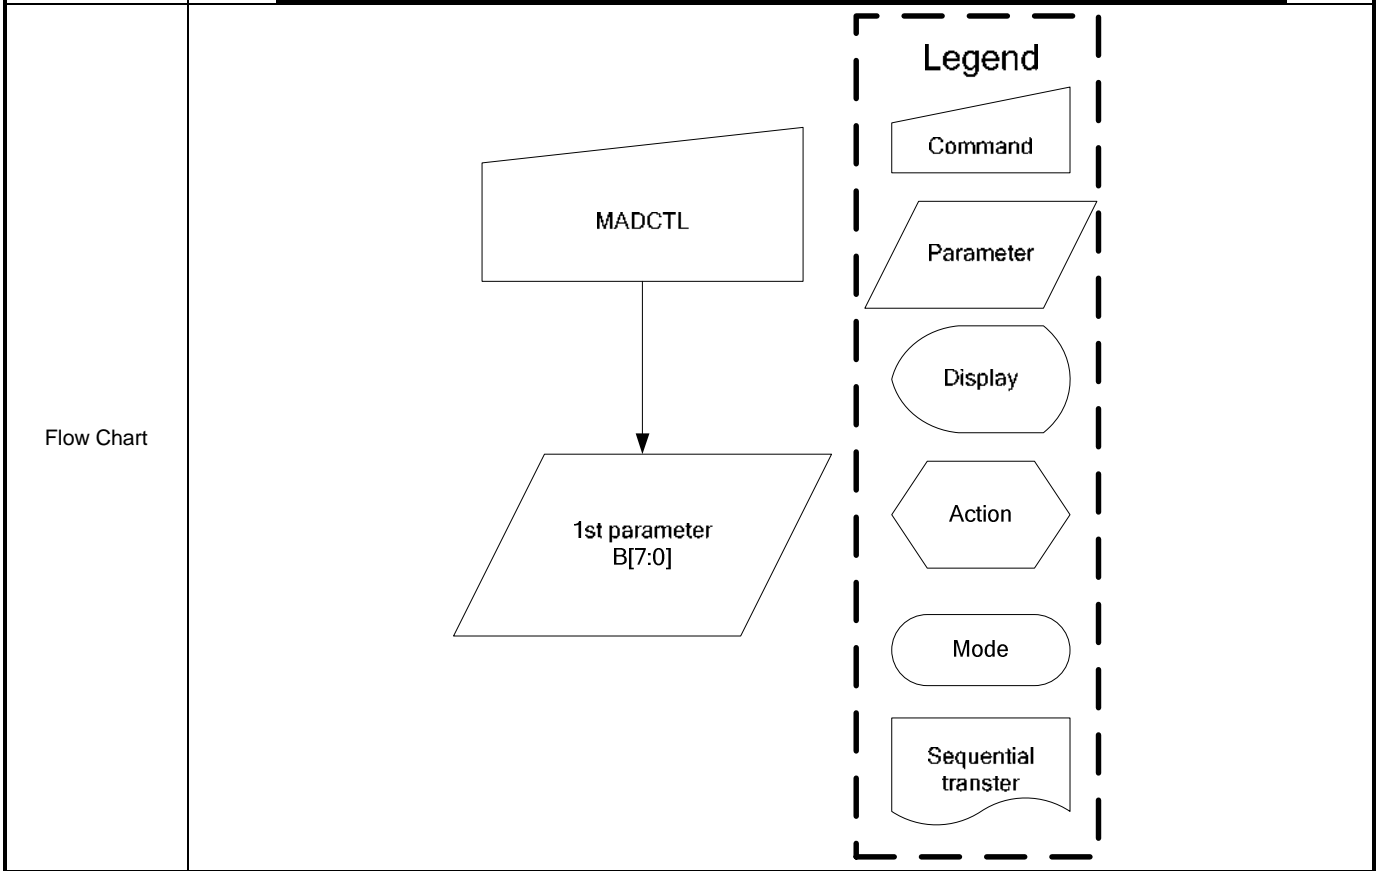 Flow Chart
MADCTL
1st parameter
B[7:0]
Legend
Command
Parameter
Display
Action
Mode
Sequential
transter